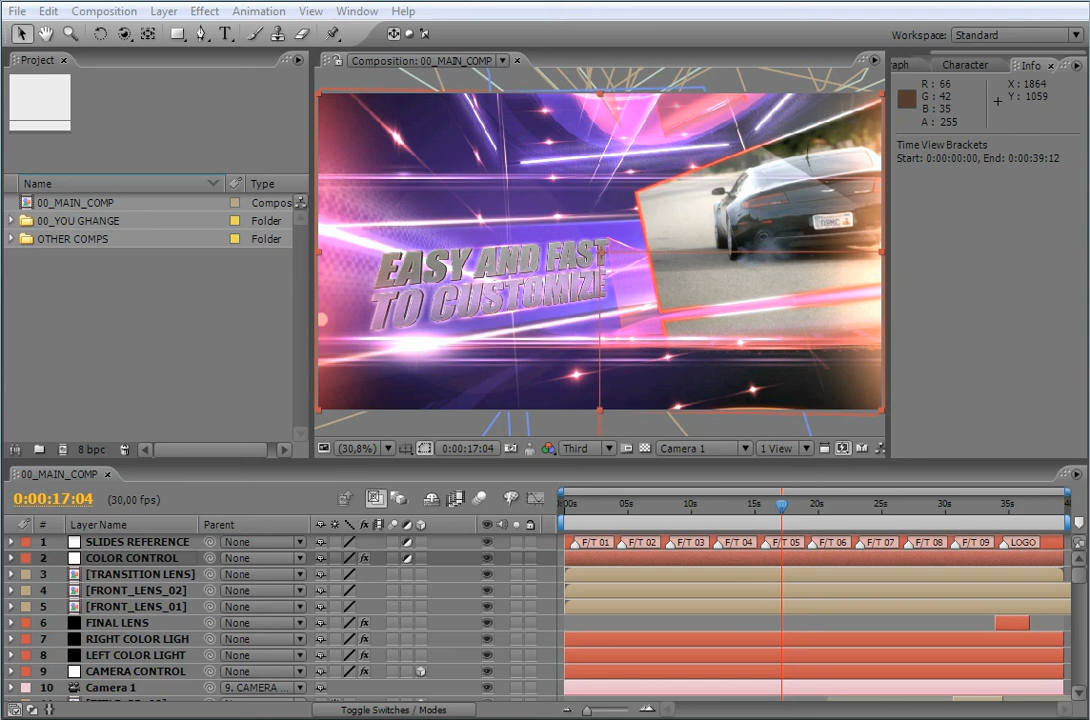 File Edit Composition Layer Effect Animation View Window Help
Workspace: Standard
Project
Composition: 00_MAIN_COMP
Character Info
R : 66
G : 42
B : 35
A : 255
X : 1864
Y : 1059
Time View Brackets
Start: 0:00:00:00, End: 0:00:39:12
Name Type
00_MAIN_COMP Compos
00_YOU GHANGE Folder
OTHER COMPS Folder
EASY AND FAST
TO CUSTOMIZE
8 bpc
(30,8%) 0:00:17:04 Third Camera 1 1 View
00_MAIN_COMP
0:00:17:04 (30,00 fps)
00s 05s 10s 15s 20s 25s 30s 35s
# Layer Name Parent
1 SLIDES REFERENCE None F/T 01 F/T 02 F/T 03 F/T 04 F/T 05 F/T 06 F/T 07 F/T 08 F/T 09 LOGO
2 COLOR CONTROL None
3 [TRANSITION LENS] None
4 [FRONT_LENS_02] None
5 [FRONT_LENS_01] None
6 FINAL LENS None
7 RIGHT COLOR LIGH None
8 LEFT COLOR LIGHT None
9 CAMERA CONTROL None
10 Camera 1 9. CAMERA ...
Toggle Switches / Modes